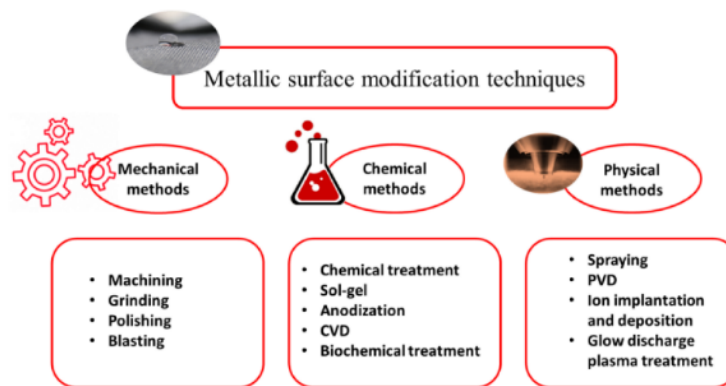 Metallic surface modification techniques
Mechanical
methods
Chemical
methods
Physical
methods
• Machining
• Grinding
• Polishing
• Blasting
• Chemical treatment
• Sol-gel
• Anodization
• CVD
• Biochemical treatment
• Spraying
• PVD
• Ion implantation
and deposition
• Glow discharge
plasma treatment